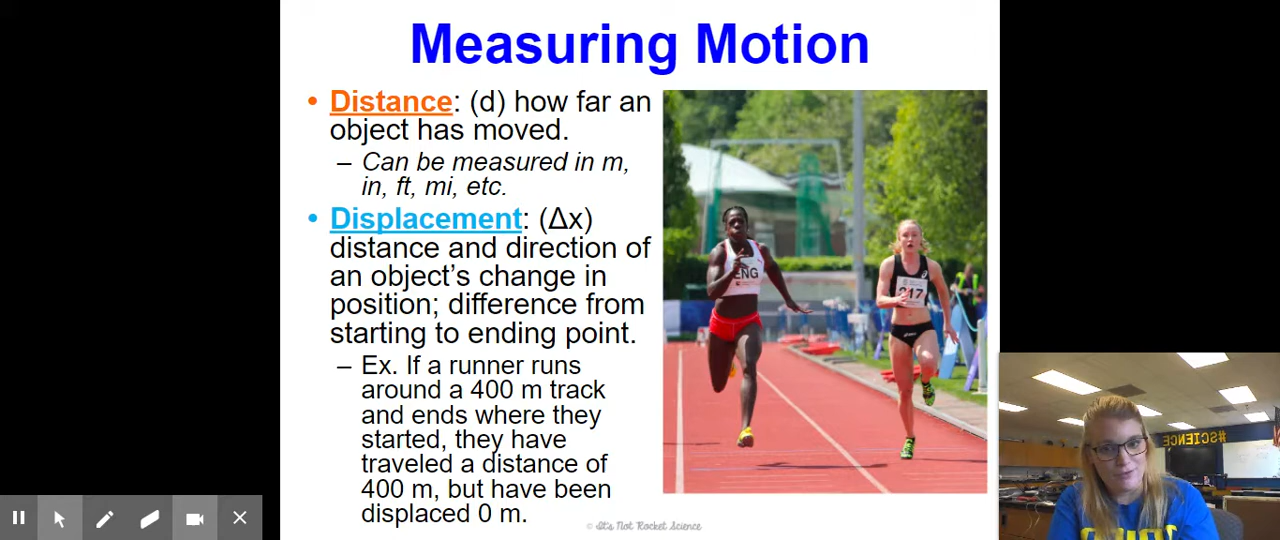 Measuring Motion
• Distance: (d) how far an
object has moved.
– Can be measured in m,
in, ft, mi, etc.
• Displacement: (Δx)
distance and direction of
an object’s change in
position; difference from
starting to ending point.
– Ex. If a runner runs
around a 400 m track
and ends where they
started, they have
traveled a distance of
400 m, but have been
displaced 0 m.
ENG
217
#SCIENCE
© It's Not Rocket Science